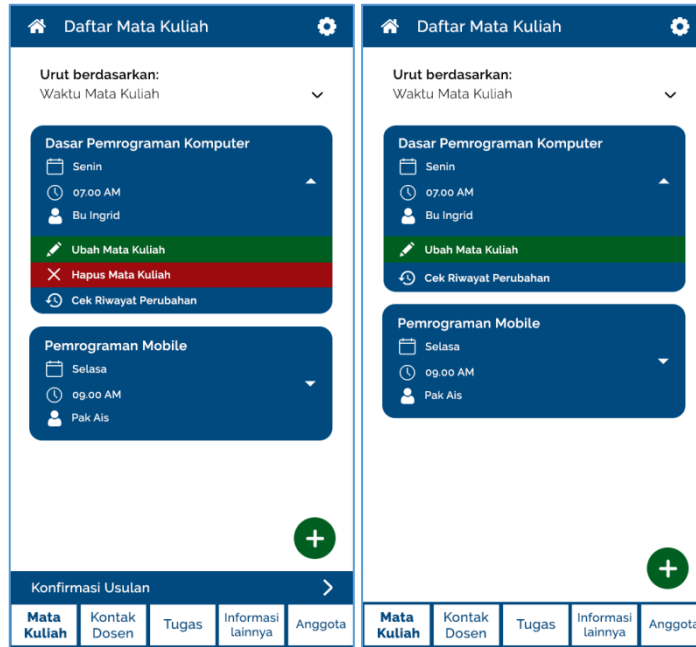 Daftar Mata Kuliah
Urut berdasarkan:
Waktu Mata Kuliah
Dasar Pemrograman Komputer
Senin
07.00 AM
Bu Ingrid
Ubah Mata Kuliah
Hapus Mata Kuliah
Cek Riwayat Perubahan
Pemrograman Mobile
Selasa
09.00 AM
Pak Ais
Konfirmasi Usulan
Mata
Kuliah
Kontak
Dosen
Tugas
Informasi
lainnya
Anggota
Daftar Mata Kuliah
Urut berdasarkan:
Waktu Mata Kuliah
Dasar Pemrograman Komputer
Senin
07.00 AM
Bu Ingrid
Ubah Mata Kuliah
Cek Riwayat Perubahan
Pemrograman Mobile
Selasa
09.00 AM
Pak Ais
Mata
Kuliah
Kontak
Dosen
Tugas
Informasi
lainnya
Anggota